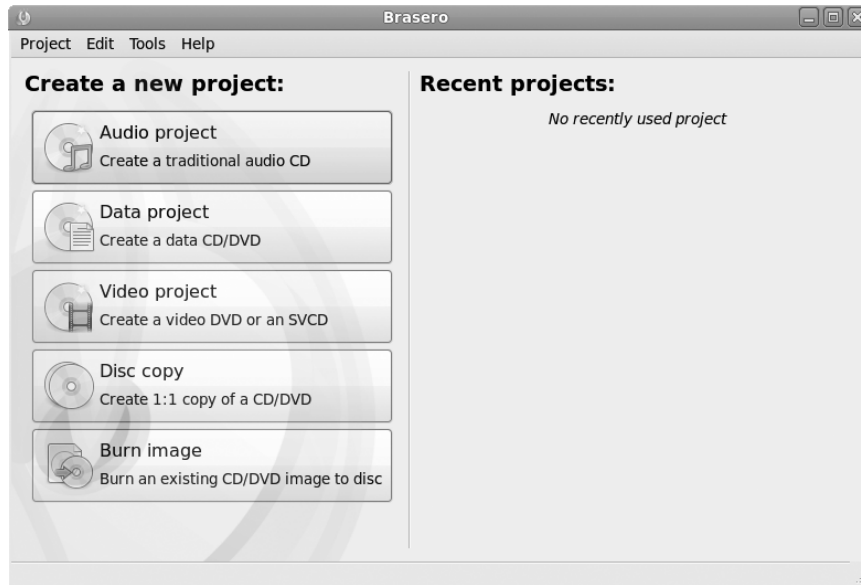 Brasero
Project Edit Tools Help
Create a new project:
Audio project
Create a traditional audio CD
Data project
Create a data CD/DVD
Video project
Create a video DVD or an SVCD
Disc copy
Create 1:1 copy of a CD/DVD
Burn image
Burn an existing CD/DVD image to disc
Recent projects:
No recently used project